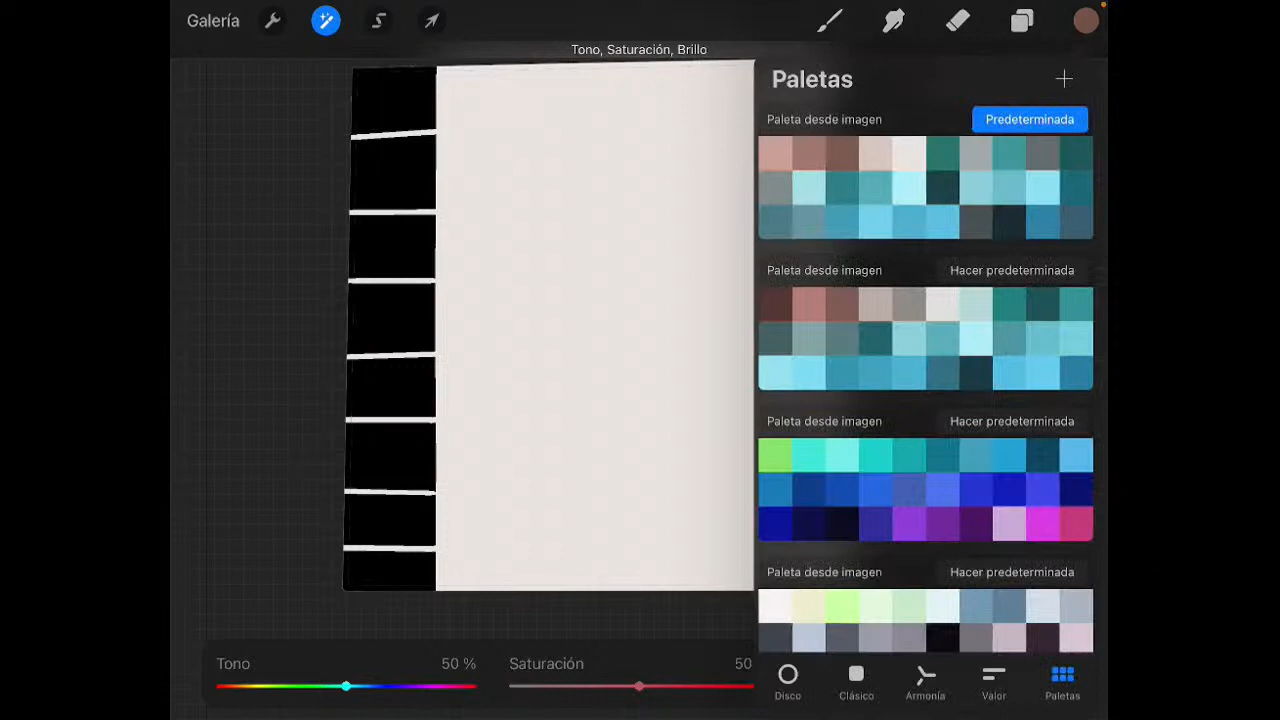 Galería
Tono, Saturación, Brillo
Paletas
Paleta desde imagen
Predeterminada
Paleta desde imagen
Hacer predeterminada
Paleta desde imagen
Hacer predeterminada
Paleta desde imagen
Hacer predeterminada
Tono
50 %
Saturación
50
Disco
Clásico
Armonía
Valor
Paletas